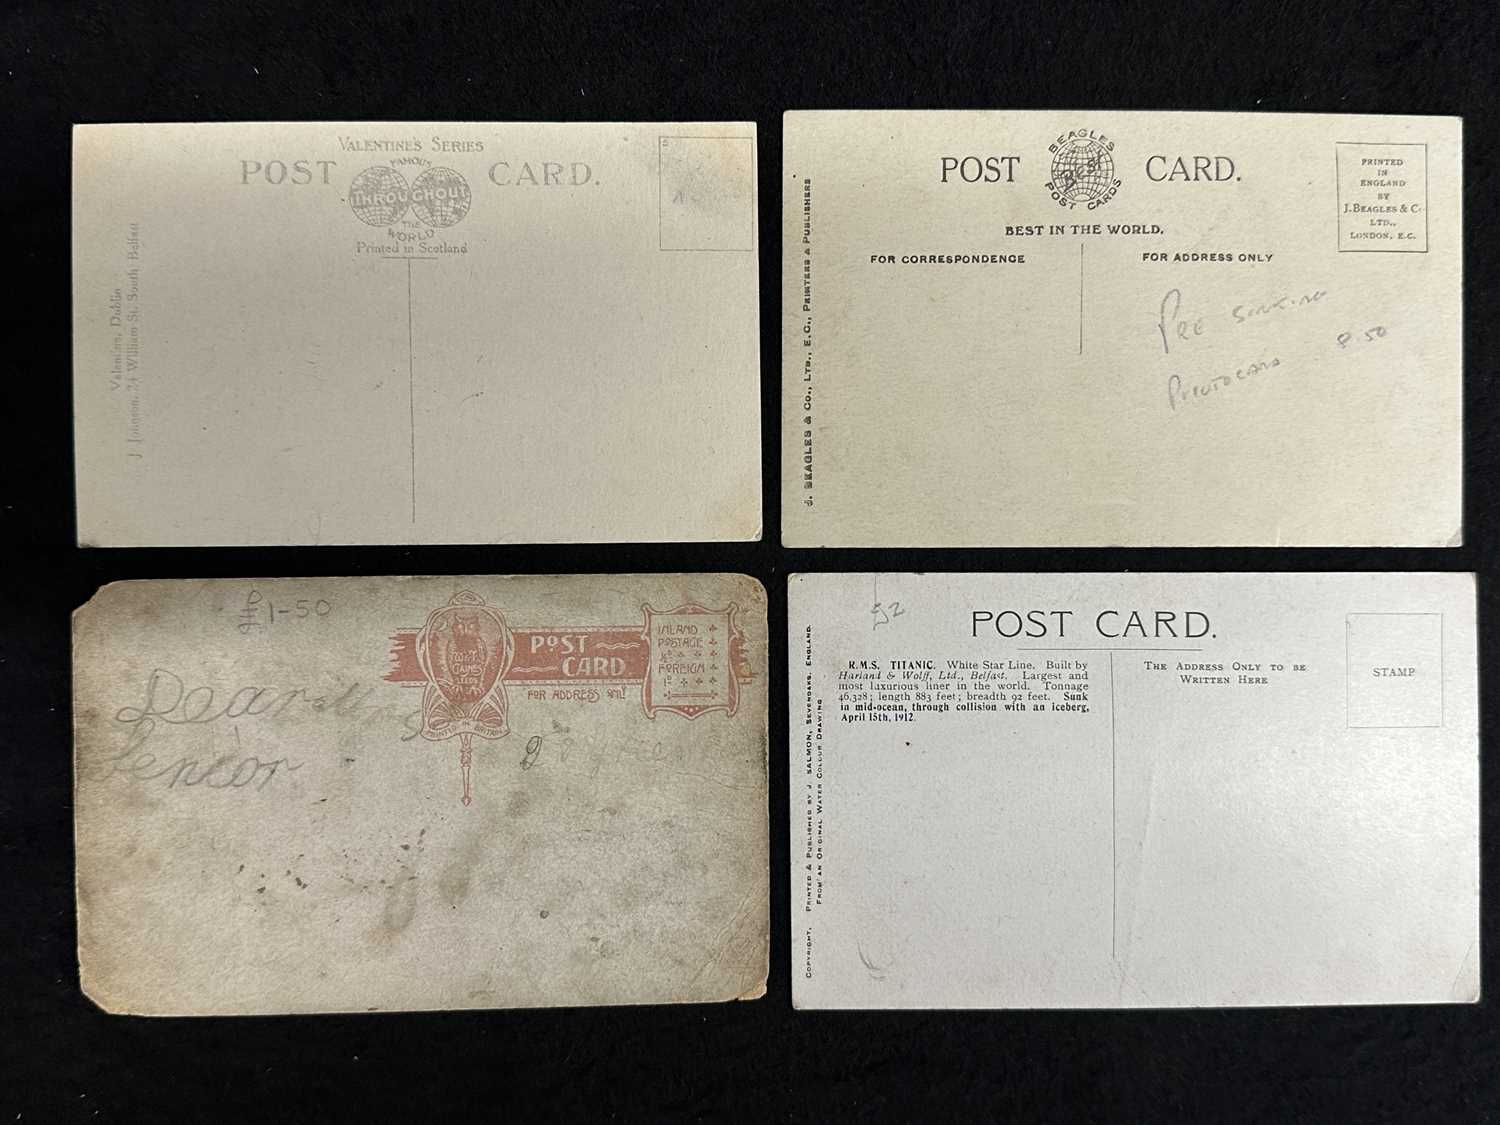 VALENTINE'S SERIES
POST CARD.
FAMOUS
THROUGHOUT
THE
WORLD
Printed in Scotland
Valentine, Dublin
J. Johnson, 24 William St. South Belfast
BEAGLES
Best
POST CARDS
POST CARD.
BEST IN THE WORLD.
FOR CORRESPONDENCE
FOR ADDRESS ONLY
PRINTED
IN
ENGLAND
BY
J. BEAGLES & Co.
LTD.,
LONDON, E.C.
J. BEAGLES & Co., LTD., E.C., PRINTERS & PUBLISHERS
PRE SINKING
PHOTOCARD 8.50
£1-50
POST
CARD
FOR ADDRESS ONLY
W & T
GAINES
LEEDS
PRINTED IN BRITAIN
INLAND
POSTAGE
½D
FOREIGN
1D
Dean
Senior
52
POST CARD.
R.M.S. TITANIC. White Star Line. Built by
Harland & Wolff, Ltd., Belfast. Largest and
most luxurious liner in the world. Tonnage
46,328; length 883 feet; breadth 92 feet. Sunk
in mid-ocean, through collision with an iceberg,
April 15th, 1912.
THE ADDRESS ONLY TO BE
WRITTEN HERE
STAMP
COPYRIGHT. PRINTED & PUBLISHED BY J. SALMON, SEVENOAKS, ENGLAND.
FROM AN ORIGINAL WATER COLOUR DRAWING